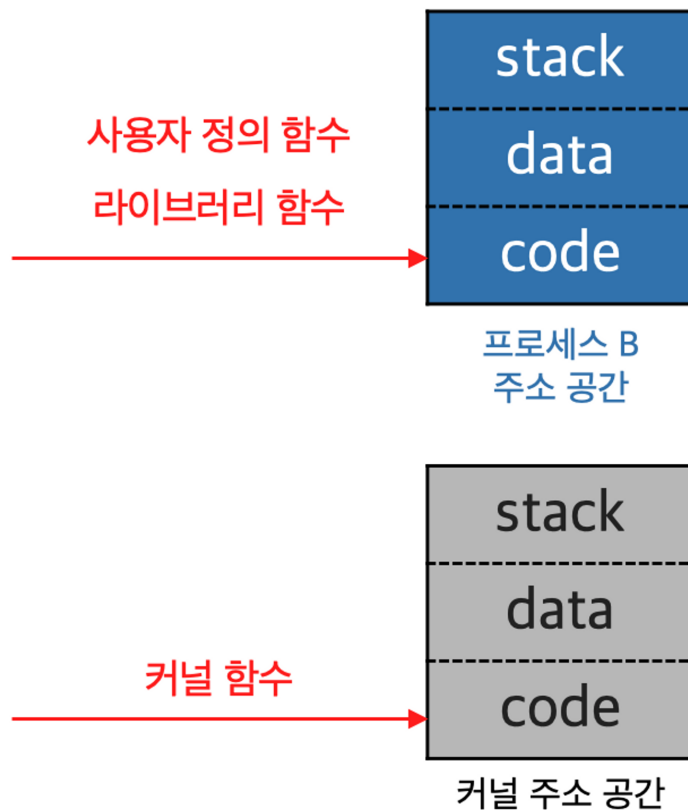 stack
사용자 정의 함수
data
라이브러리 함수
code
프로세스 B
주소 공간
stack
data
커널 함수
code
커널 주소 공간